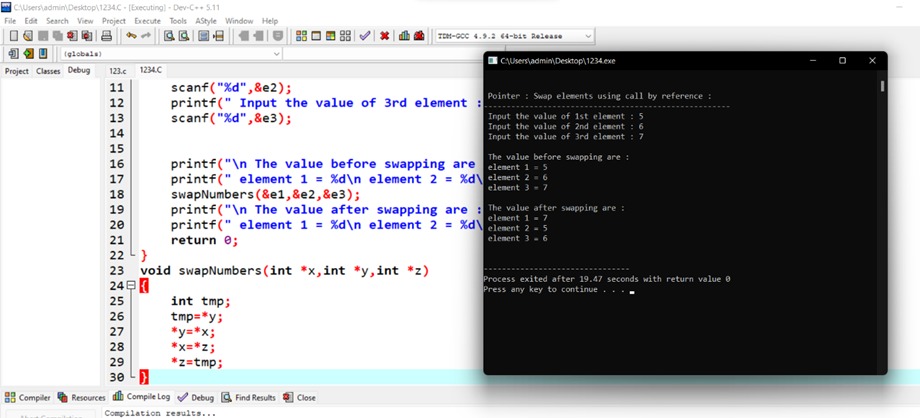 C:\Users\admin\Desktop\1234.C - [Executing] - Dev-C++ 5.11
File Edit Search View Project Execute Tools AStyle Window Help
TDM-GCC 4.9.2 64-bit Release
(globals)
Project Classes Debug
123.c 1234.C
11 scanf("%d",&e2);
12 printf(" Input the value of 3rd element :
13 scanf("%d",&e3);
14
15
16 printf("\n The value before swapping are
17 printf(" element 1 = %d\n element 2 = %d\
18 swapNumbers(&e1,&e2,&e3);
19 printf("\n The value after swapping are :
20 printf(" element 1 = %d\n element 2 = %d\
21 return 0;
22 }
23 void swapNumbers(int *x,int *y,int *z)
24 {
25 int tmp;
26 tmp=*y;
27 *y=*x;
28 *x=*z;
29 *z=tmp;
30 }
C:\Users\admin\Desktop\1234.exe
Pointer : Swap elements using call by reference :
------------------------------------------------------
Input the value of 1st element : 5
Input the value of 2nd element : 6
Input the value of 3rd element : 7
The value before swapping are :
element 1 = 5
element 2 = 6
element 3 = 7
The value after swapping are :
element 1 = 7
element 2 = 5
element 3 = 6
--------------------------------
Process exited after 19.47 seconds with return value 0
Press any key to continue . . .
Compiler Resources Compile Log Debug Find Results Close
Compilation results...